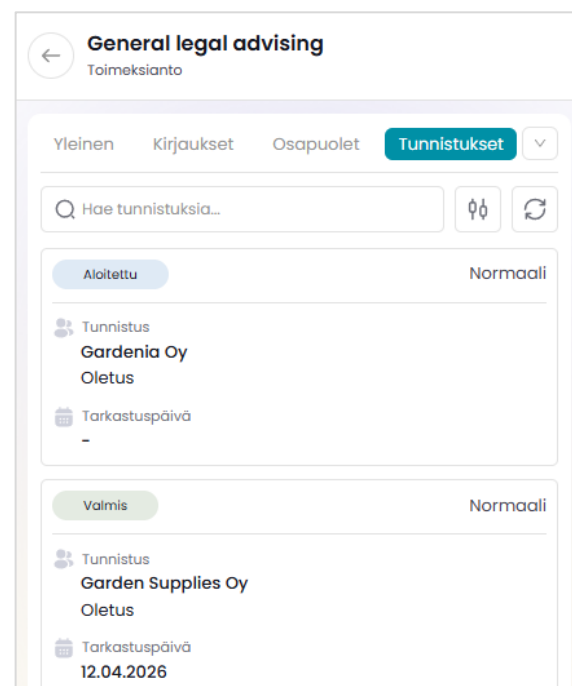 General legal advising
Toimeksianto
Yleinen Kirjaukset Osapuolet Tunnistukset
Hae tunnistuksia...
Aloitettu Normaali
Tunnistus
Gardenia Oy
Oletus
Tarkastuspäivä
-
Valmis Normaali
Tunnistus
Garden Supplies Oy
Oletus
Tarkastuspäivä
12.04.2026